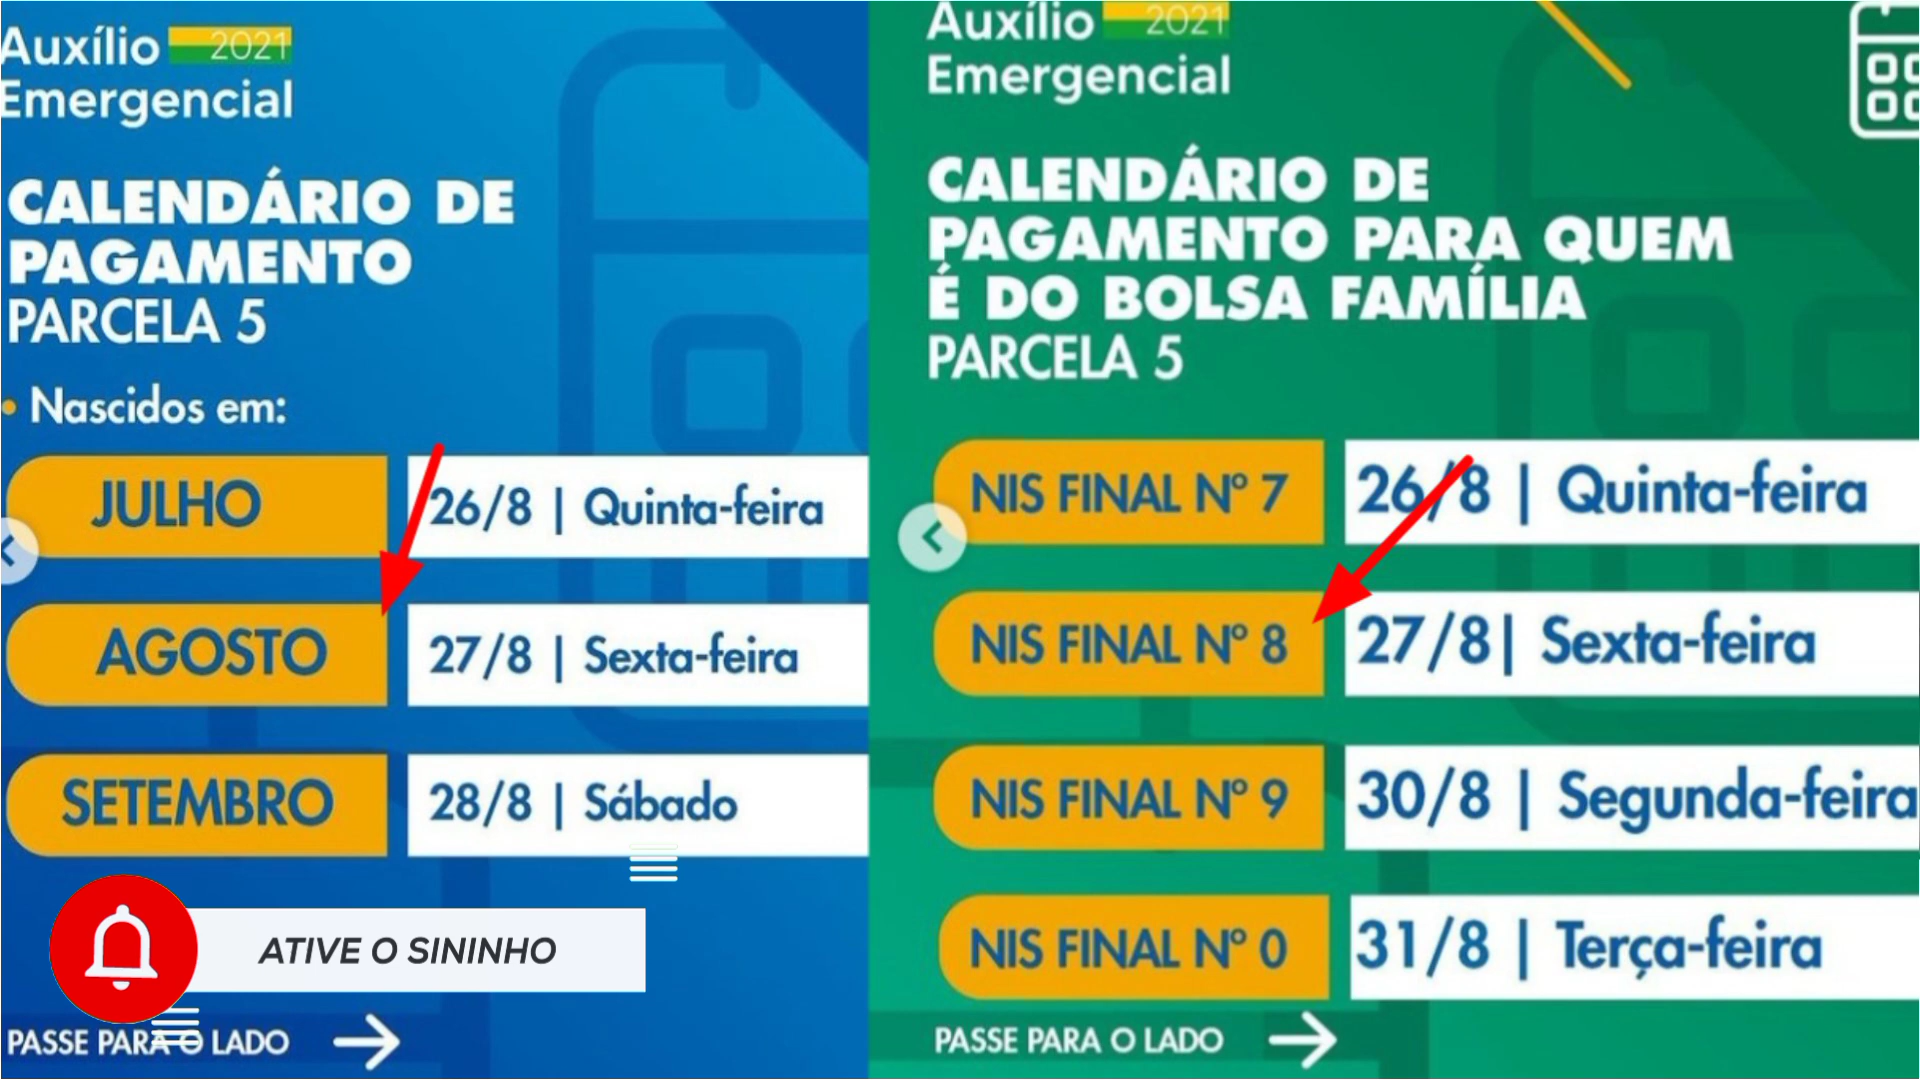 Auxílio 2021
Emergencial
CALENDÁRIO DE
PAGAMENTO
PARCELA 5
• Nascidos em:
JULHO 26/8 | Quinta-feira
AGOSTO 27/8 | Sexta-feira
SETEMBRO 28/8 | Sábado
ATIVE O SININHO
PASSE PARA O LADO
Auxílio 2021
Emergencial
CALENDÁRIO DE
PAGAMENTO PARA QUEM
É DO BOLSA FAMÍLIA
PARCELA 5
NIS FINAL Nº 7 26/8 | Quinta-feira
NIS FINAL Nº 8 27/8| Sexta-feira
NIS FINAL Nº 9 30/8 | Segunda-feira
NIS FINAL Nº 0 31/8 | Terça-feira
PASSE PARA O LADO